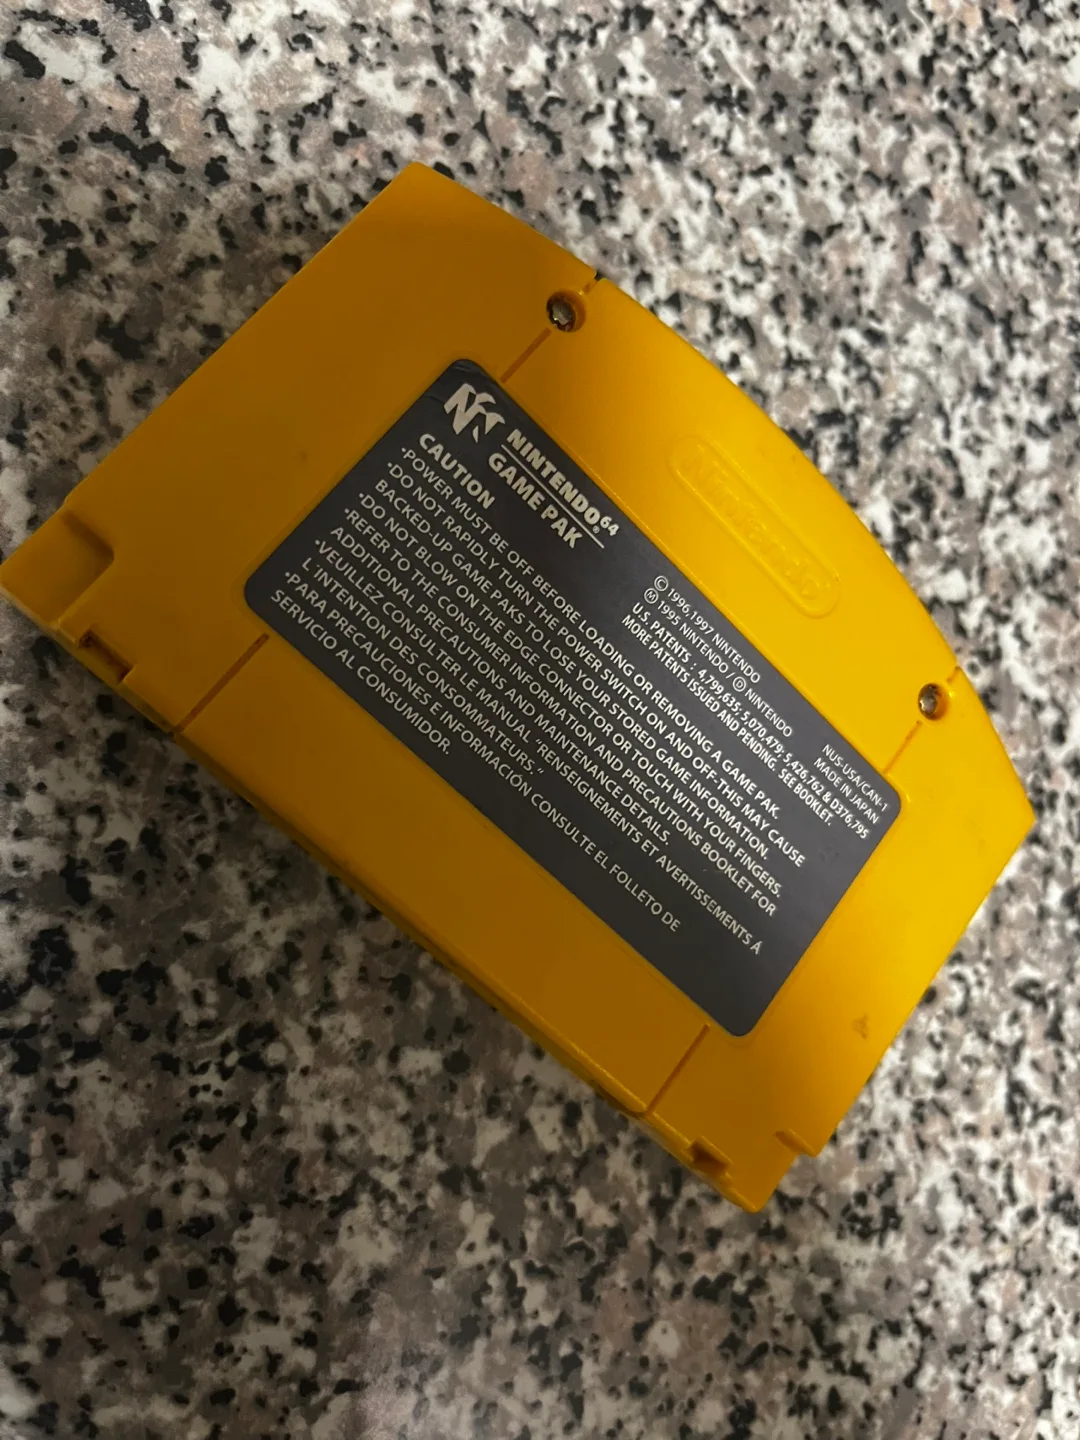 Nintendo
NINTENDO64
GAME PAK
© 1996,1997 NINTENDO
Ⓜ 1995 NINTENDO / Ⓓ NINTENDO
U.S. PATENTS : 4,799,635; 5,070,479; 5,426,762 & D376,795
MORE PATENTS ISSUED AND PENDING. SEE BOOKLET.
NUS-USA/CAN-1
MADE IN JAPAN
CAUTION
•POWER MUST BE OFF BEFORE LOADING OR REMOVING A GAME PAK.
•DO NOT RAPIDLY TURN THE POWER SWITCH ON AND OFF-THIS MAY CAUSE
BACKED-UP GAME PAKS TO LOSE YOUR STORED GAME INFORMATION.
•DO NOT BLOW ON THE EDGE CONNECTOR OR TOUCH WITH YOUR FINGERS.
•REFER TO THE CONSUMER INFORMATION AND PRECAUTIONS BOOKLET FOR
ADDITIONAL PRECAUTIONS AND MAINTENANCE DETAILS.
•VEUILLEZ CONSULTER LE MANUAL "RENSEIGNEMENTS ET AVERTISSEMENTS A
L'INTENTION DES CONSOMMATEURS."
•PARA PRECAUCIONES E INFORMACIÓN CONSULTE EL FOLLETO DE
SERVICIO AL CONSUMIDOR.